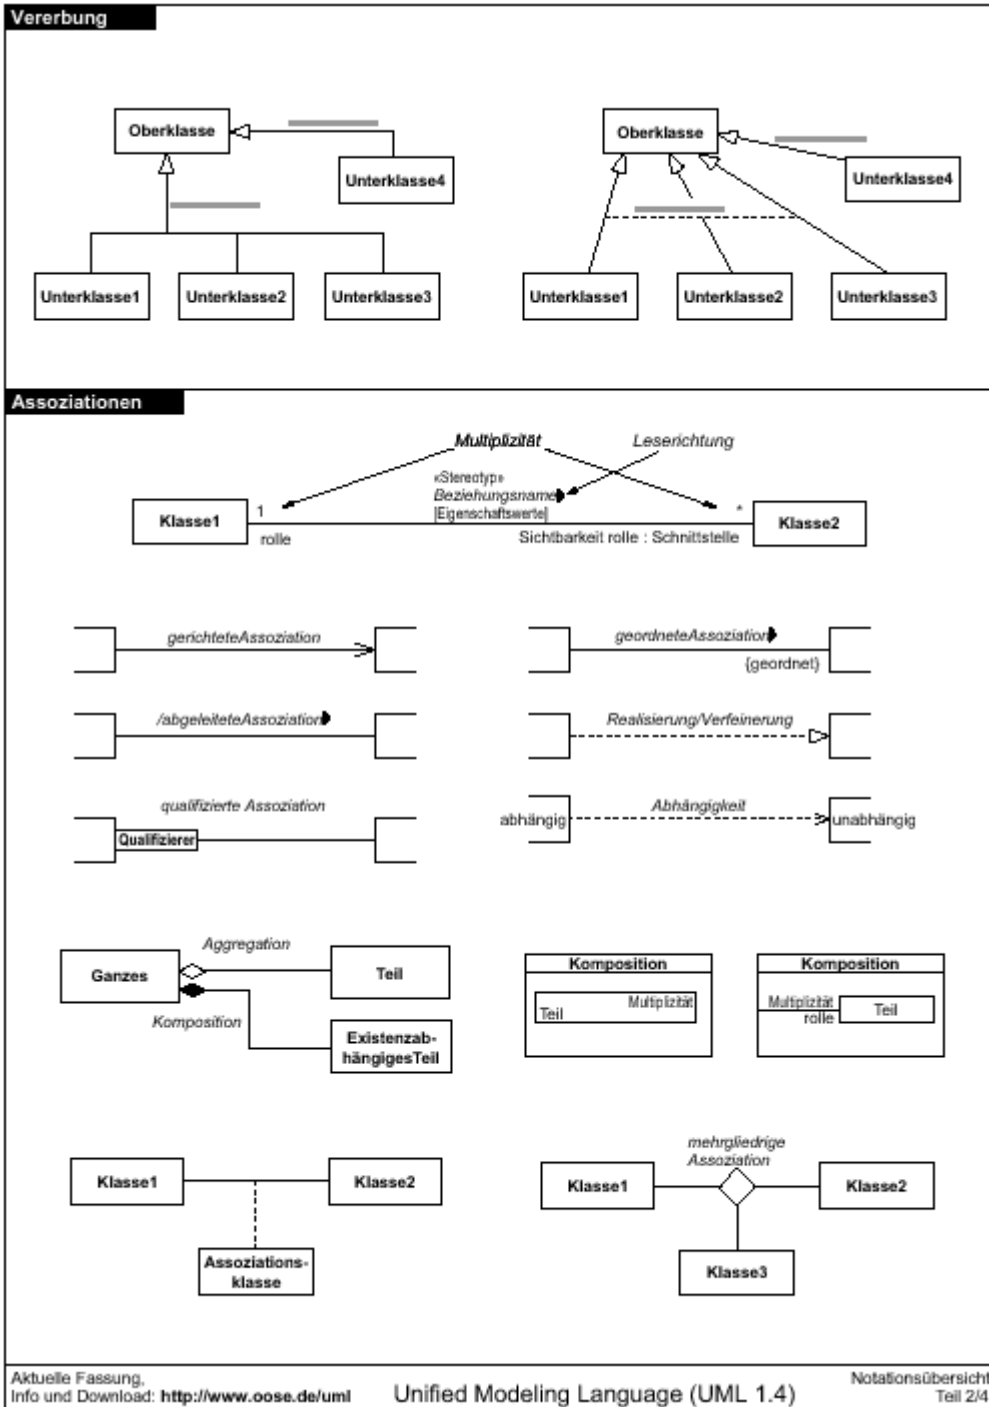 Vererbung
Oberklasse
Unterklasse4
Unterklasse1
Unterklasse2
Unterklasse3
Oberklasse
Unterklasse4
Unterklasse1
Unterklasse2
Unterklasse3
Assoziationen
Multiplizität
Leserichtung
«Stereotyp»
Beziehungsname
|Eigenschaftswerte|
Klasse1
1
rolle
*
Klasse2
Sichtbarkeit rolle : Schnittstelle
gerichteteAssoziation
geordneteAssoziation
{geordnet}
/abgeleiteteAssoziation
Realisierung/Verfeinerung
qualifizierte Assoziation
Qualifizierer
abhängig
Abhängigkeit
unabhängig
Aggregation
Ganzes
Teil
Komposition
Existenzab-
hängigesTeil
Komposition
Multiplizität
Teil
Komposition
Multiplizität
rolle
Teil
Klasse1
Klasse2
Assoziations-
klasse
mehrgliedrige
Assoziation
Klasse1
Klasse2
Klasse3
Aktuelle Fassung,
Info und Download: http://www.oose.de/uml
Unified Modeling Language (UML 1.4)
Notationsübersicht
Teil 2/4